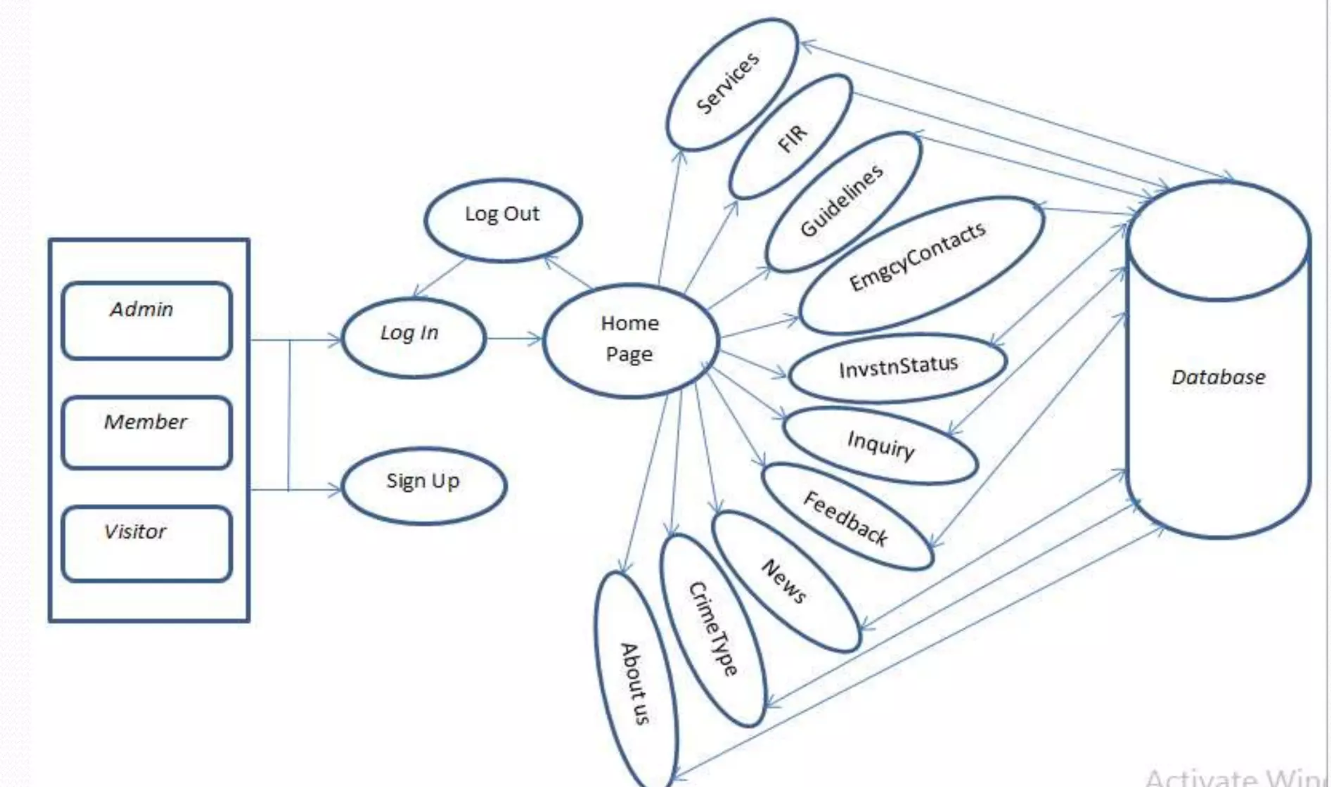 Services
FIR
Guidelines
EmgcyContacts
Log Out
Admin
Log In
Home
Page
InvstnStatus
Database
Member
Inquiry
Sign Up
Feedback
Visitor
News
CrimeType
About us
Activate Win